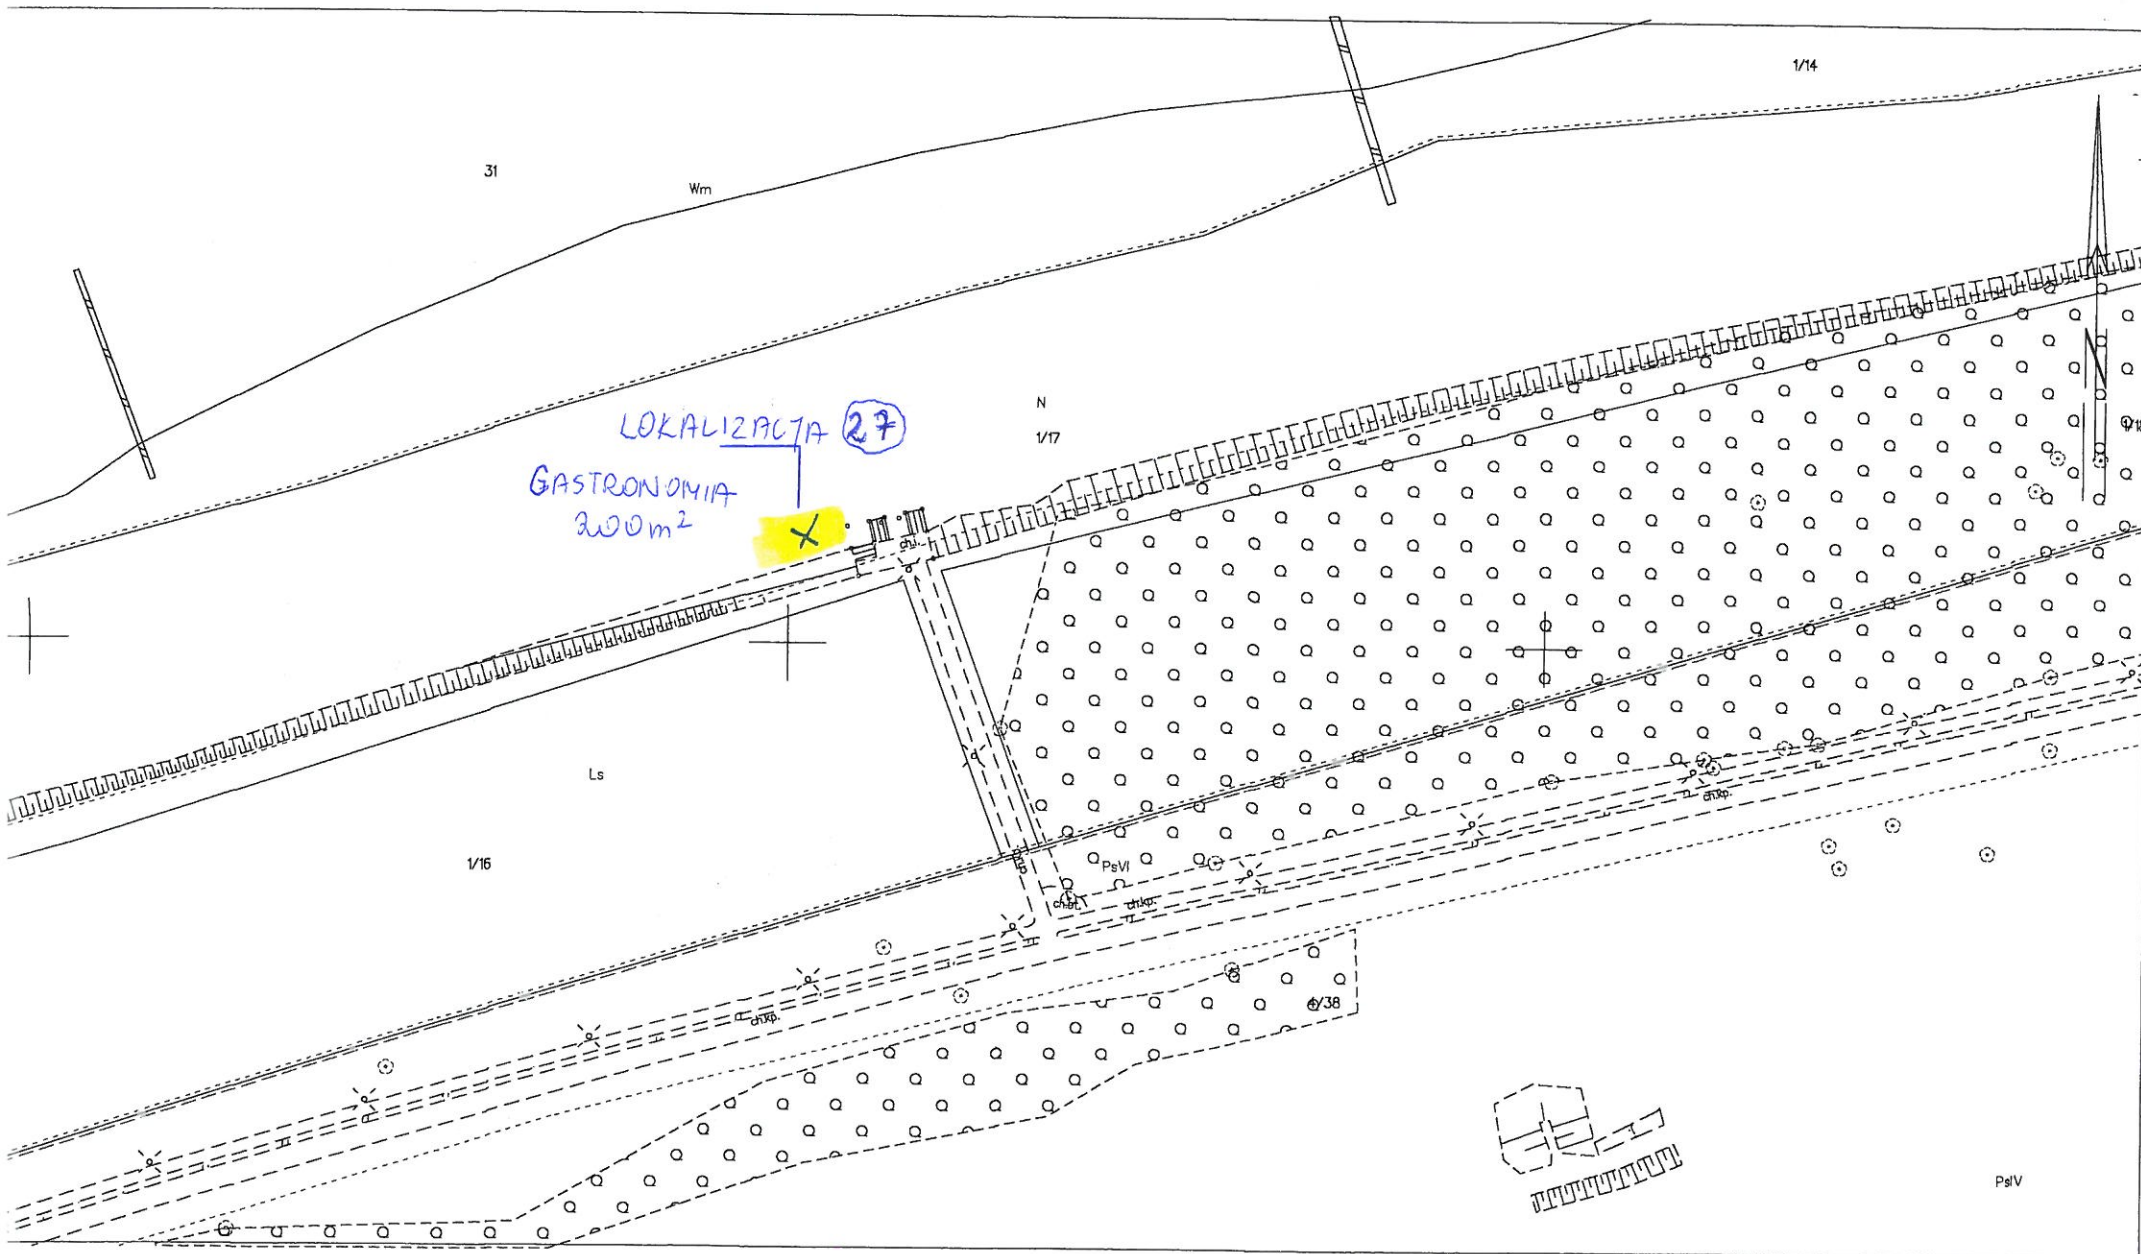 1/14
31
Wm
N
1/17
LOKALIZACJA 27
GASTRONOMIA
200m²
Ls
1/16
PsVI
ch.bt.
ch.kp.
ch.kp.
ch.kp.
4/38
PsIV
N